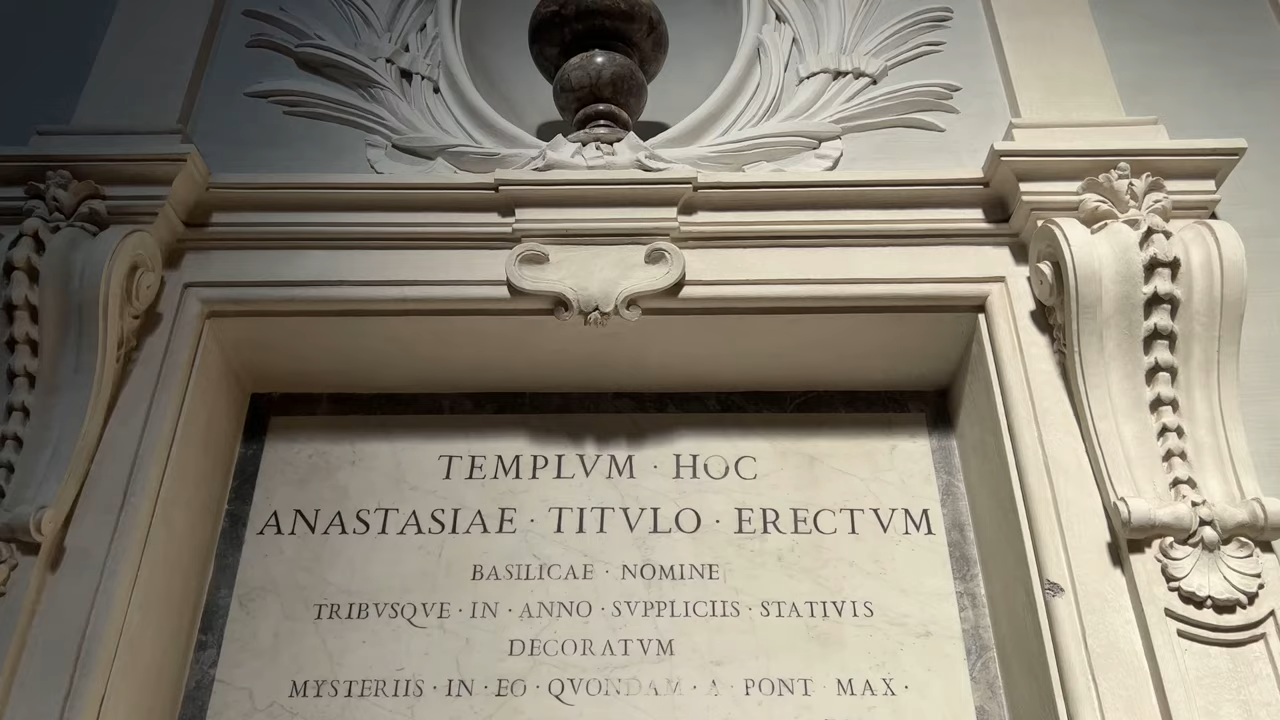 TEMPLVM · HOC
ANASTASIAE · TITVLO · ERECTVM
BASILICAE · NOMINE
TRIBVSQVE · IN · ANNO · SVPPLICIIS · STATIVIS
DECORATVM
MYSTERIIS · IN · EO · QVONDAM · A · PONT · MAX ·